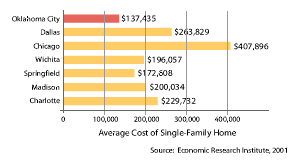 Oklahoma City $137,435
Dallas $263,829
Chicago $407,896
Wichita $196,057
Springfield $172,608
Madison $200,034
Charlotte $229,732
0 $100,000 $200,000 $300,000 $400,000
Average Cost of Single-Family Home
Source: Economic Research Institute, 2001